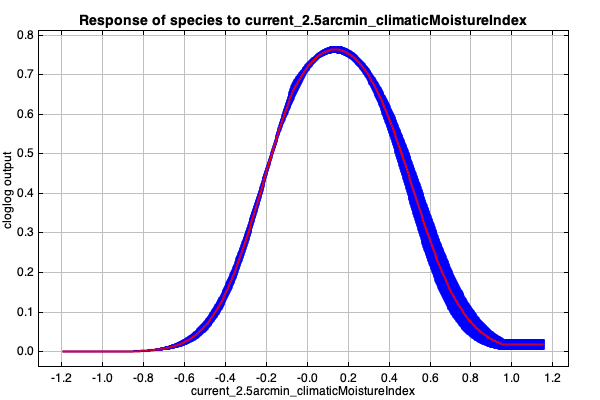 Response of species to current_2.5arcmin_climaticMoistureIndex
0.8
0.7
0.6
0.5
0.4
0.3
0.2
0.1
0.0
cloglog output
-1.2 -1.0 -0.8 -0.6 -0.4 -0.2 -0.0 0.2 0.4 0.6 0.8 1.0 1.2
current_2.5arcmin_climaticMoistureIndex